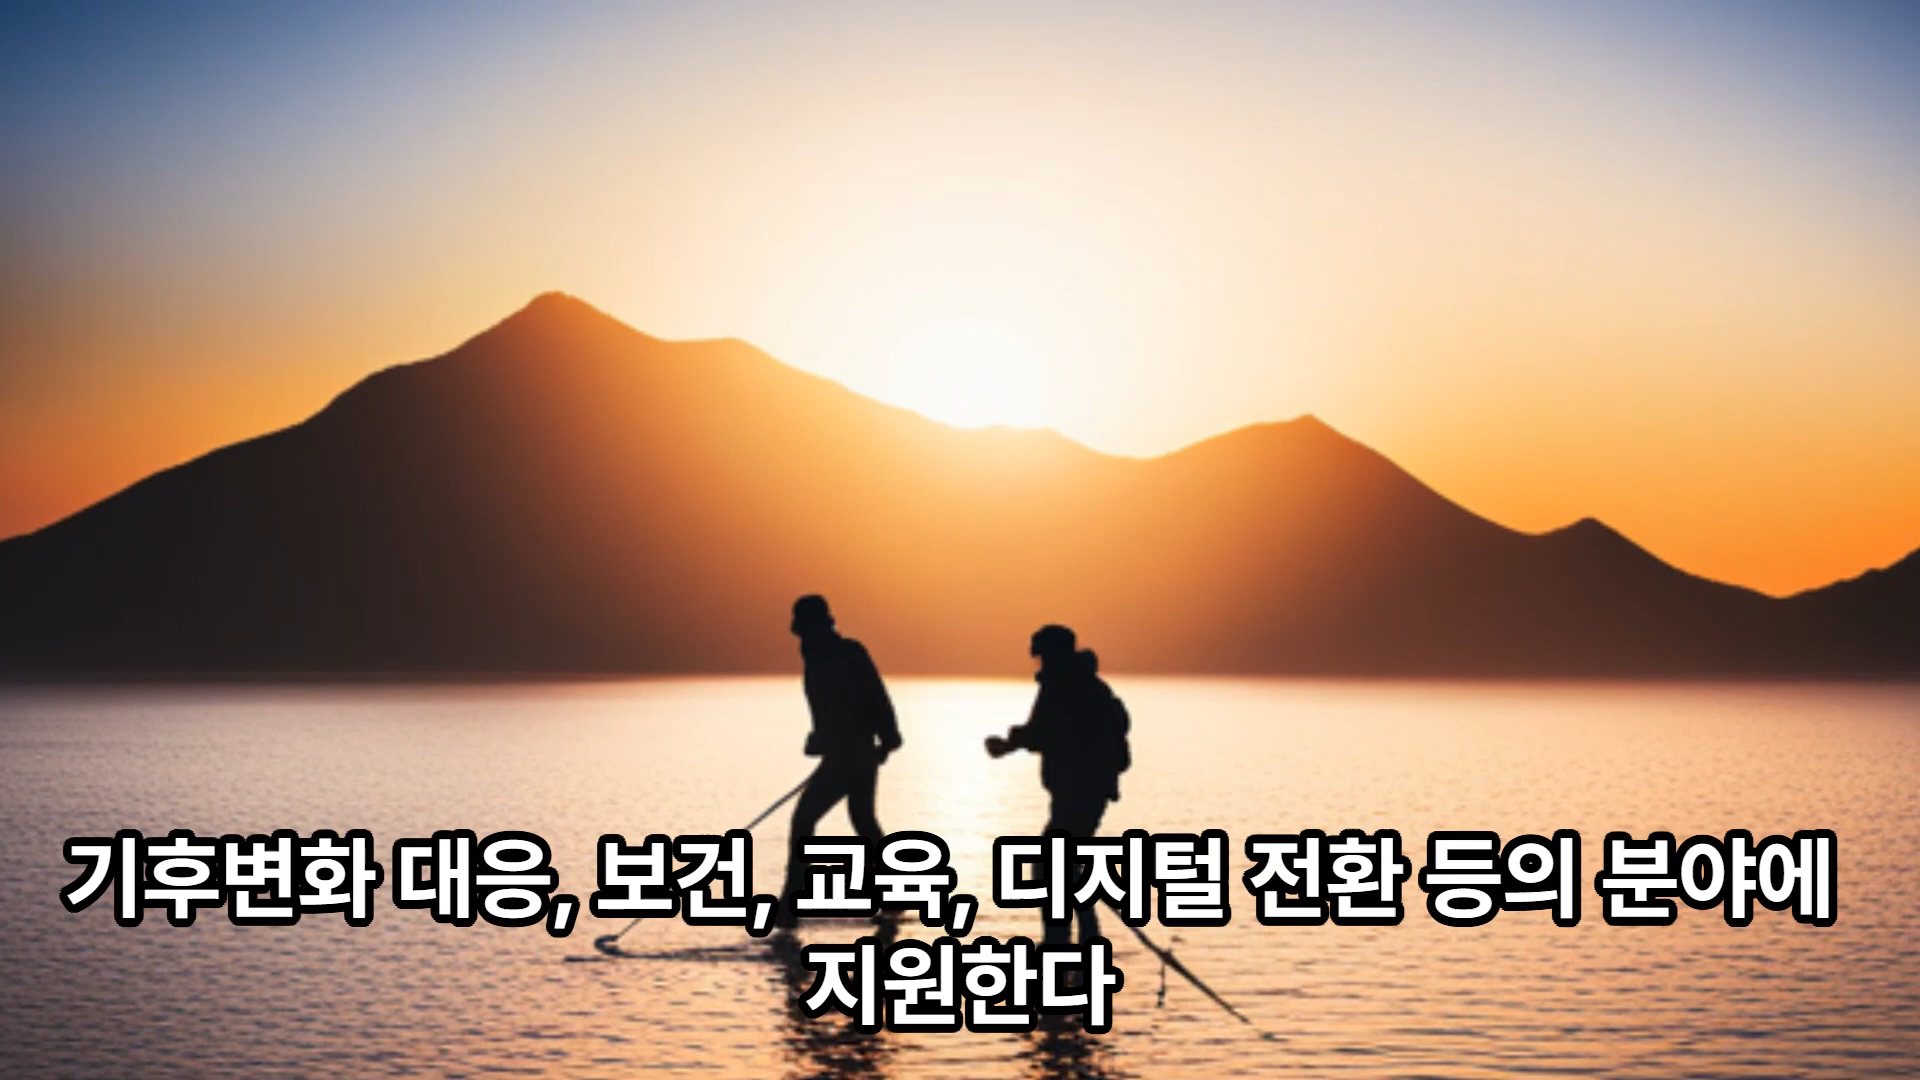 기후변화 대응, 보건, 교육, 디지털 전환 등의 분야에
지원한다